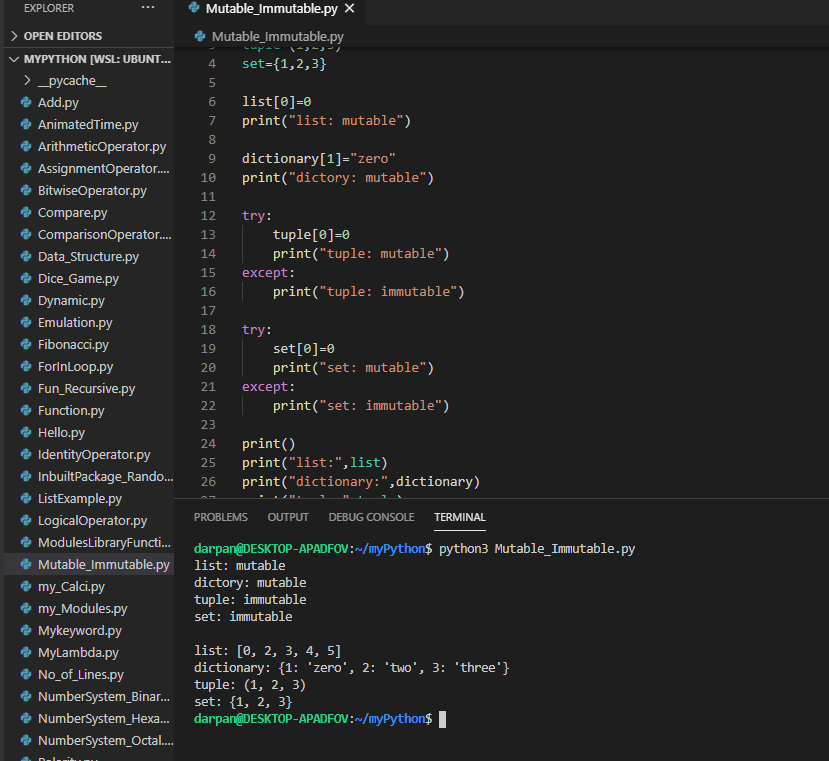 EXPLORER
···
OPEN EDITORS
MYPYTHON [WSL: UBUNT...
__pycache__
Add.py
AnimatedTime.py
ArithmeticOperator.py
AssignmentOperator....
BitwiseOperator.py
Compare.py
ComparisonOperator....
Data_Structure.py
Dice_Game.py
Dynamic.py
Emulation.py
Fibonacci.py
ForInLoop.py
Fun_Recursive.py
Function.py
Hello.py
IdentityOperator.py
InbuiltPackage_Rando...
ListExample.py
LogicalOperator.py
ModulesLibraryFuncti...
Mutable_Immutable.py
my_Calci.py
my_Modules.py
Mykeyword.py
MyLambda.py
No_of_Lines.py
NumberSystem_Binar...
NumberSystem_Hexa...
NumberSystem_Octal....
Mutable_Immutable.py
Mutable_Immutable.py
3 tuple=(1,2,3)
4 set={1,2,3}
5
6 list[0]=0
7 print("list: mutable")
8
9 dictionary[1]="zero"
10 print("dictory: mutable")
11
12 try:
13 tuple[0]=0
14 print("tuple: mutable")
15 except:
16 print("tuple: immutable")
17
18 try:
19 set[0]=0
20 print("set: mutable")
21 except:
22 print("set: immutable")
23
24 print()
25 print("list:",list)
26 print("dictionary:",dictionary)
PROBLEMS OUTPUT DEBUG CONSOLE TERMINAL
darpan@DESKTOP-APADFOV:~/myPython$ python3 Mutable_Immutable.py
list: mutable
dictory: mutable
tuple: immutable
set: immutable
list: [0, 2, 3, 4, 5]
dictionary: {1: 'zero', 2: 'two', 3: 'three'}
tuple: (1, 2, 3)
set: {1, 2, 3}
darpan@DESKTOP-APADFOV:~/myPython$